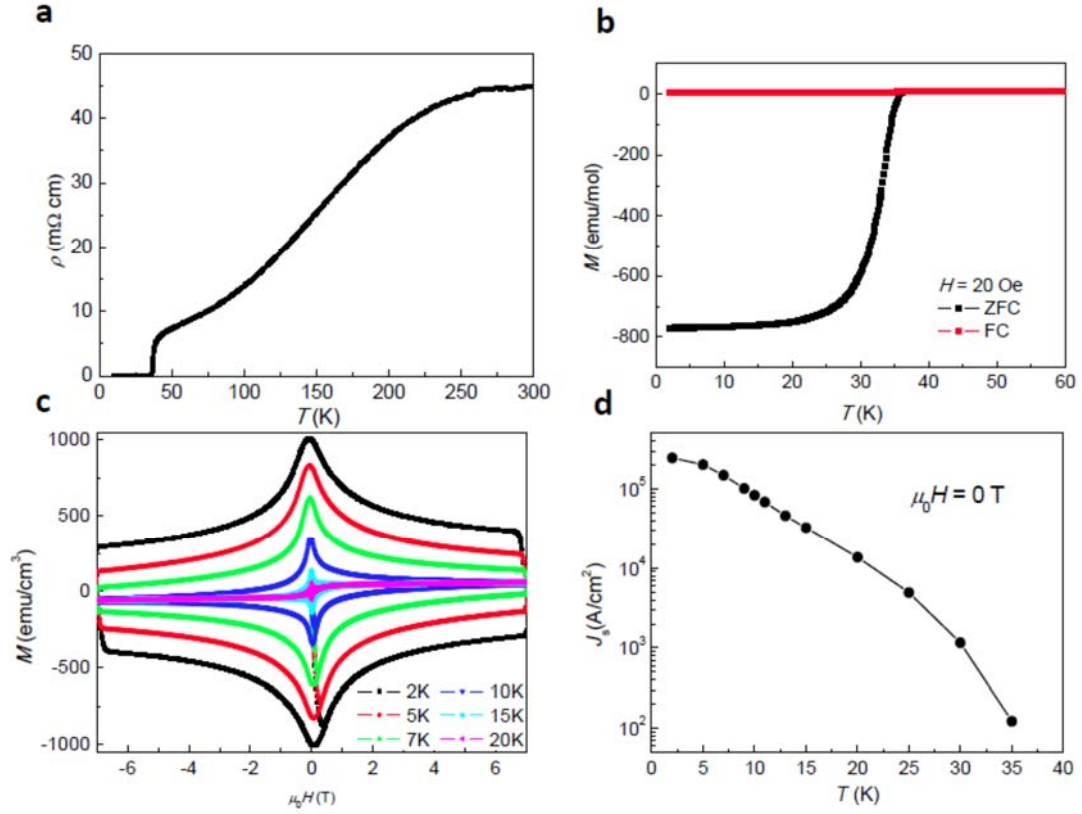 a
50
40
30
20
10
0
ρ (mΩ cm)
0 50 100 150 200 250 300
T (K)
b
0
-200
-400
-600
-800
M (emu/mol)
H = 20 Oe
ZFC
FC
0 10 20 30 40 50 60
T (K)
c
1000
500
0
-500
-1000
M (emu/cm³)
2K 10K
5K 15K
7K 20K
-6 -4 -2 0 2 4 6
μ₀H (T)
d
10⁵
10⁴
10³
10²
Jₛ(A/cm²)
μ₀H = 0 T
0 5 10 15 20 25 30 35 40
T (K)